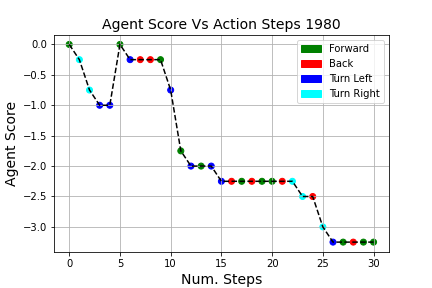 Agent Score Vs Action Steps 1980
Agent Score
0.0
−0.5
−1.0
−1.5
−2.0
−2.5
−3.0
Forward
Back
Turn Left
Turn Right
0 5 10 15 20 25 30
Num. Steps